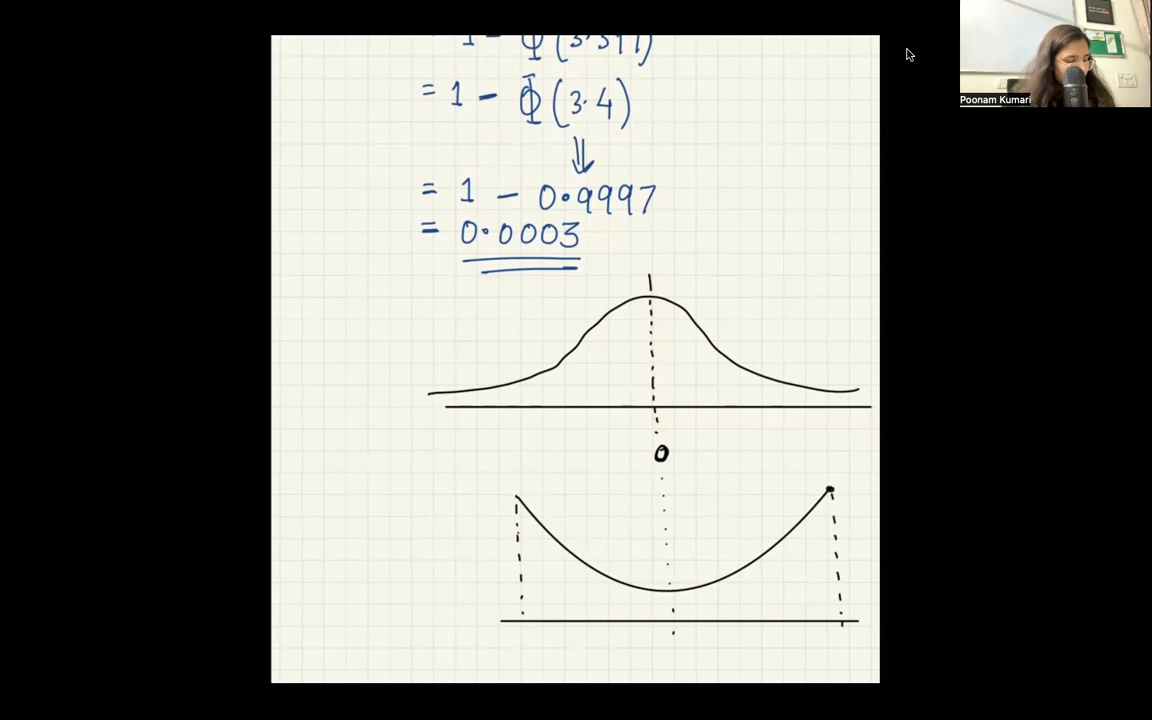 = 1 - Φ(3.4)
= 1 - 0.9997
= 0.0003
0
Poonam Kumari